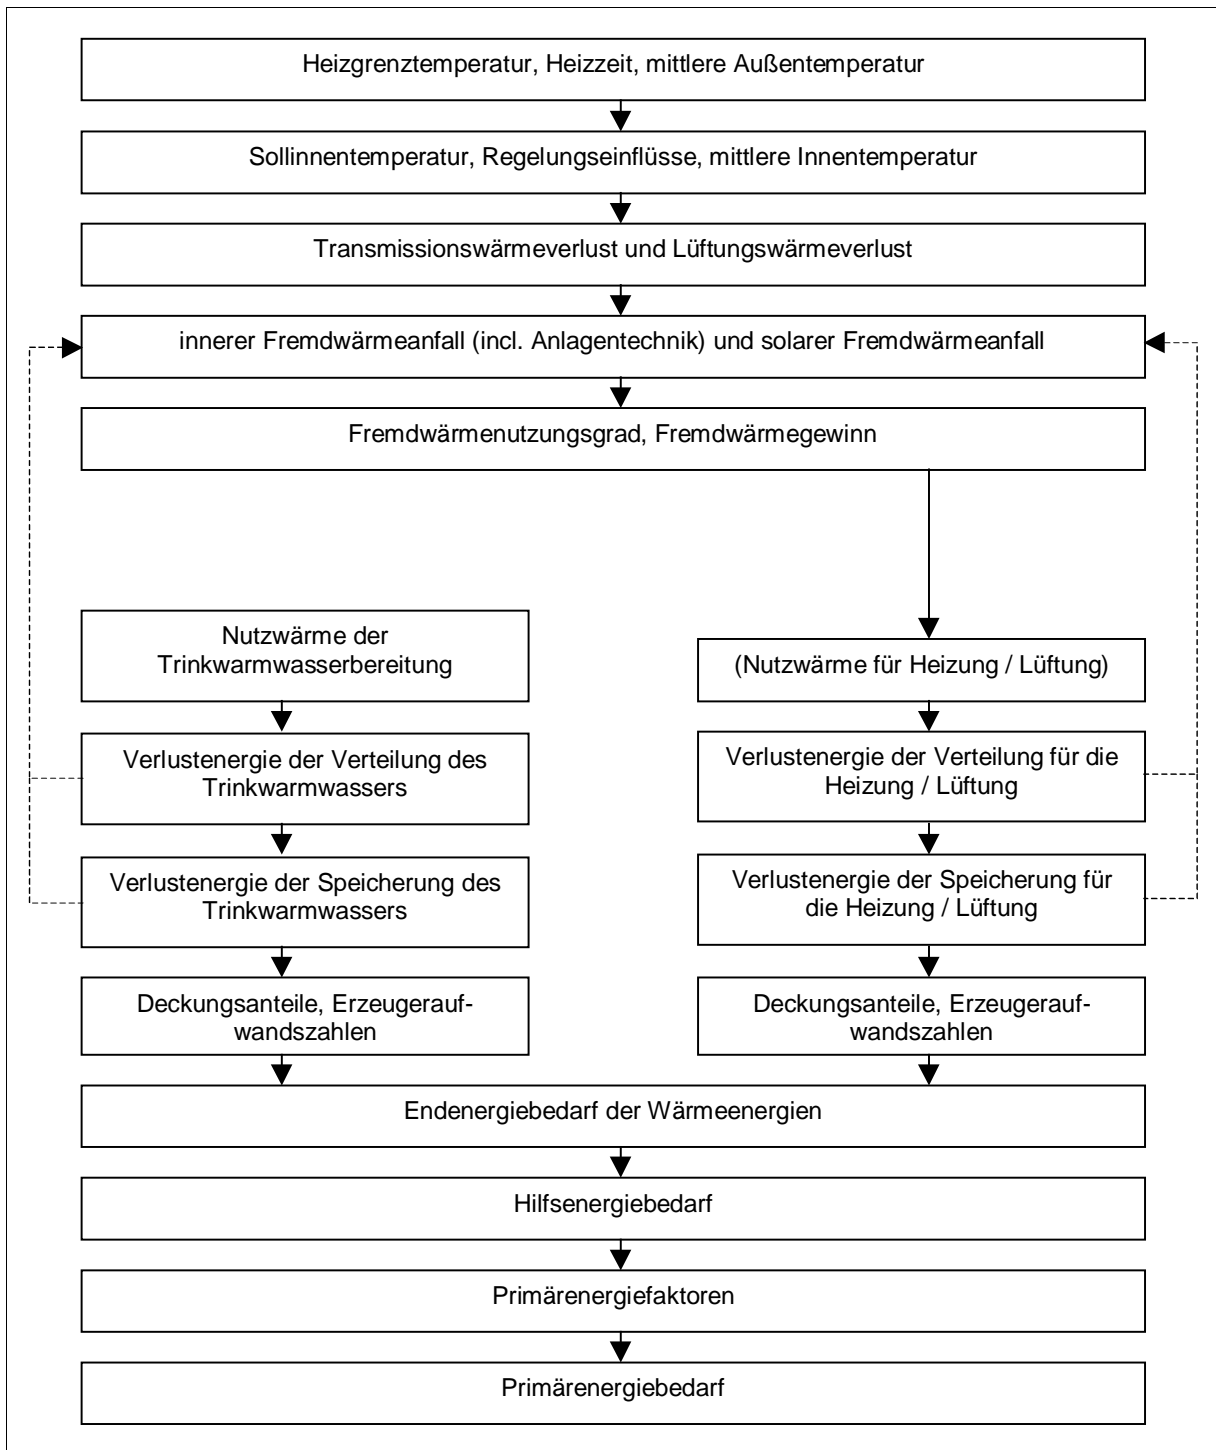 Heizgrenztemperatur, Heizzeit, mittlere Außentemperatur
Sollinnentemperatur, Regelungseinflüsse, mittlere Innentemperatur
Transmissionswärmeverlust und Lüftungswärmeverlust
innerer Fremdwärmeanfall (incl. Anlagentechnik) und solarer Fremdwärmeanfall
Fremdwärmenutzungsgrad, Fremdwärmegewinn
Nutzwärme der
Trinkwarmwasserbereitung
Verlustenergie der Verteilung des
Trinkwarmwassers
Verlustenergie der Speicherung des
Trinkwarmwassers
Deckungsanteile, Erzeugerauf-
wandszahlen
(Nutzwärme für Heizung / Lüftung)
Verlustenergie der Verteilung für die
Heizung / Lüftung
Verlustenergie der Speicherung für
die Heizung / Lüftung
Deckungsanteile, Erzeugerauf-
wandszahlen
Endenergiebedarf der Wärmeenergien
Hilfsenergiebedarf
Primärenergiefaktoren
Primärenergiebedarf